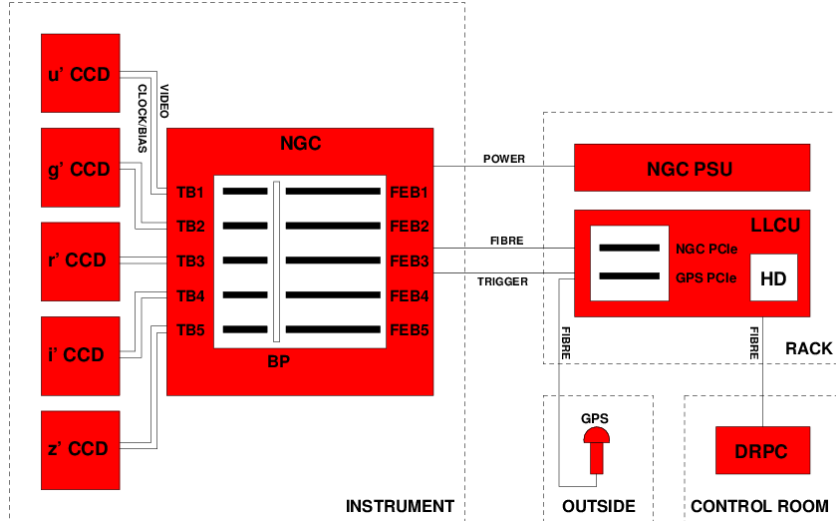 u' CCD
g' CCD
r' CCD
i' CCD
z' CCD
VIDEO
CLOCK/BIAS
NGC
TB1
TB2
TB3
TB4
TB5
FEB1
FEB2
FEB3
FEB4
FEB5
BP
INSTRUMENT
POWER
FIBRE
TRIGGER
NGC PSU
LLCU
NGC PCIe
GPS PCIe
HD
RACK
FIBRE
FIBRE
GPS
OUTSIDE
DRPC
CONTROL ROOM